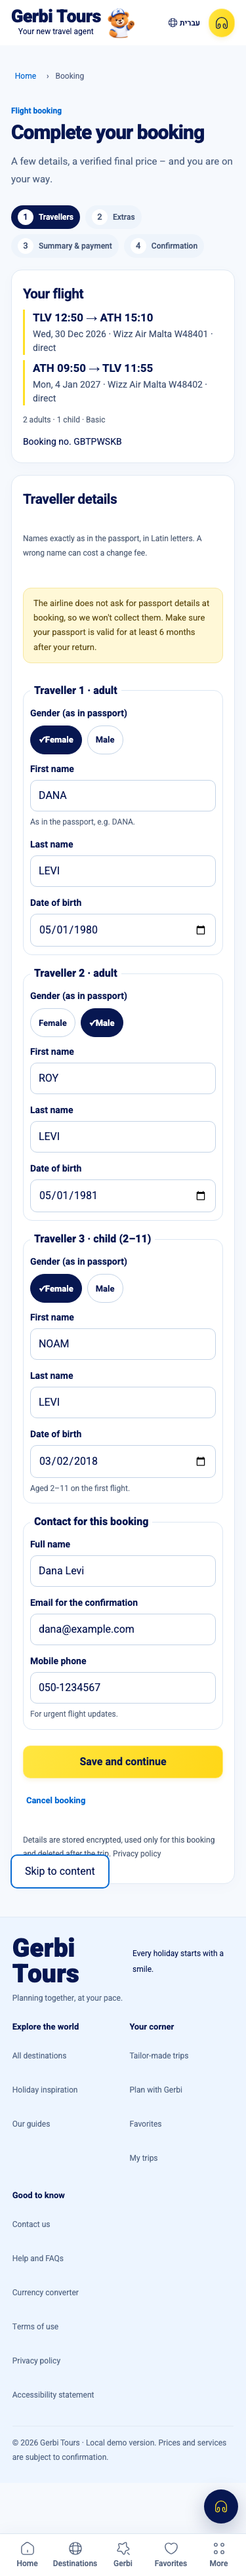 Gerbi Tours
Your new travel agent
עברית
Home › Booking
Flight booking
Complete your booking
A few details, a verified final price – and you are on
your way.
1 Travellers
2 Extras
3 Summary & payment
4 Confirmation
Your flight
TLV 12:50 → ATH 15:10
Wed, 30 Dec 2026 · Wizz Air Malta W48401 ·
direct
ATH 09:50 → TLV 11:55
Mon, 4 Jan 2027 · Wizz Air Malta W48402 ·
direct
2 adults · 1 child · Basic
Booking no. GBTPWSKB
Traveller details
Names exactly as in the passport, in Latin letters. A
wrong name can cost a change fee.
The airline does not ask for passport details at
booking, so we won't collect them. Make sure
your passport is valid for at least 6 months
after your return.
Traveller 1 · adult
Gender (as in passport)
✓Female
Male
First name
DANA
As in the passport, e.g. DANA.
Last name
LEVI
Date of birth
05/01/1980
Traveller 2 · adult
Gender (as in passport)
Female
✓Male
First name
ROY
Last name
LEVI
Date of birth
05/01/1981
Traveller 3 · child (2–11)
Gender (as in passport)
✓Female
Male
First name
NOAM
Last name
LEVI
Date of birth
03/02/2018
Aged 2–11 on the first flight.
Contact for this booking
Full name
Dana Levi
Email for the confirmation
dana@example.com
Mobile phone
050-1234567
For urgent flight updates.
Save and continue
Cancel booking
Details are stored encrypted, used only for this booking
and deleted after the trip. Privacy policy
Skip to content
Gerbi
Tours
Every holiday starts with a
smile.
Planning together, at your pace.
Explore the world
All destinations
Holiday inspiration
Our guides
Your corner
Tailor-made trips
Plan with Gerbi
Favorites
My trips
Good to know
Contact us
Help and FAQs
Currency converter
Terms of use
Privacy policy
Accessibility statement
© 2026 Gerbi Tours · Local demo version. Prices and services
are subject to confirmation.
Home
Destinations
Gerbi
Favorites
More